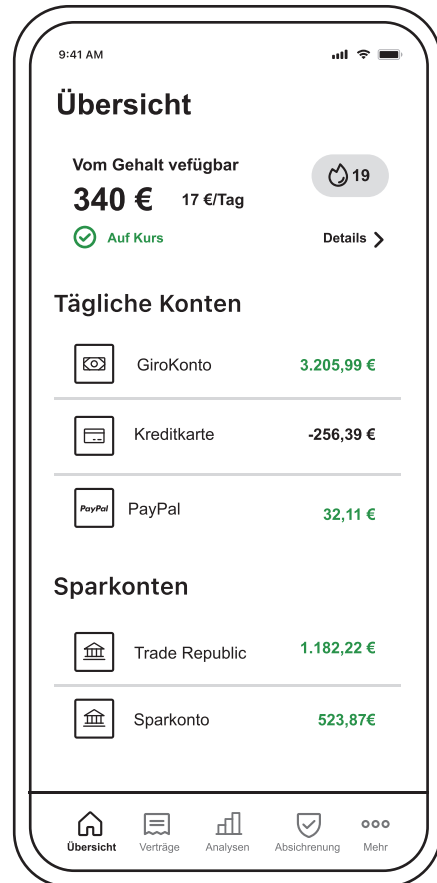 9:41 AM
Übersicht
Vom Gehalt vefügbar
340 € 17 €/Tag
19
Auf Kurs
Details
Tägliche Konten
GiroKonto 3.205,99 €
Kreditkarte -256,39 €
PayPal PayPal 32,11 €
Sparkonten
Trade Republic 1.182,22 €
Sparkonto 523,87€
Übersicht Verträge Analysen Absichrenung Mehr